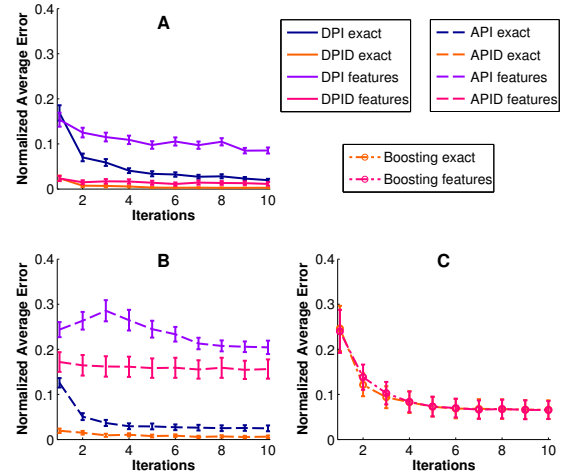 A
0.4
0.3
0.2
0.1
0
2 4 6 8 10
Iterations
Normalized Average Error
DPI exact
DPID exact
DPI features
DPID features
API exact
APID exact
API features
APID features
Boosting exact
Boosting features
B
0.4
0.3
0.2
0.1
0
2 4 6 8 10
Iterations
Normalized Average Error
C
0.4
0.3
0.2
0.1
0
2 4 6 8 10
Iterations
Normalized Average Error